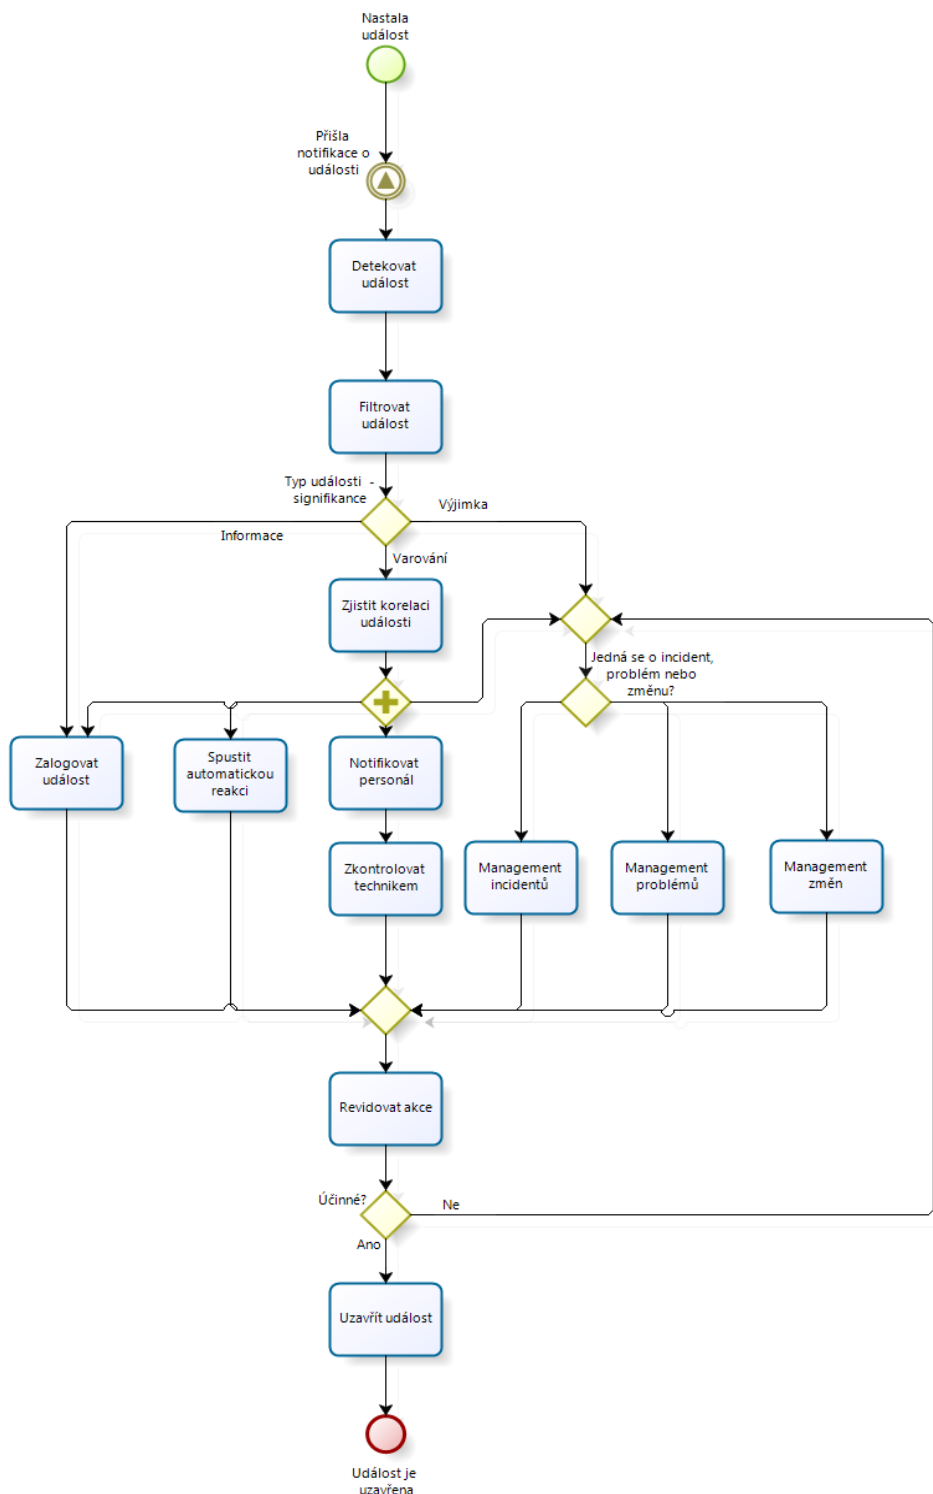 Nastala
událost
Přišla
notifikace o
události
Detekovat
událost
Filtrovat
událost
Typ události -
signifikance
Výjimka
Informace
Varování
Zjistit korelaci
události
Jedná se o incident,
problém nebo
změnu?
Zalogovat
událost
Spustit
automatickou
reakci
Notifikovat
personál
Zkontrolovat
technikem
Management
incidentů
Management
problémů
Management
změn
Revidovat akce
Účinné?
Ne
Ano
Uzavřít událost
Událost je
uzavřena